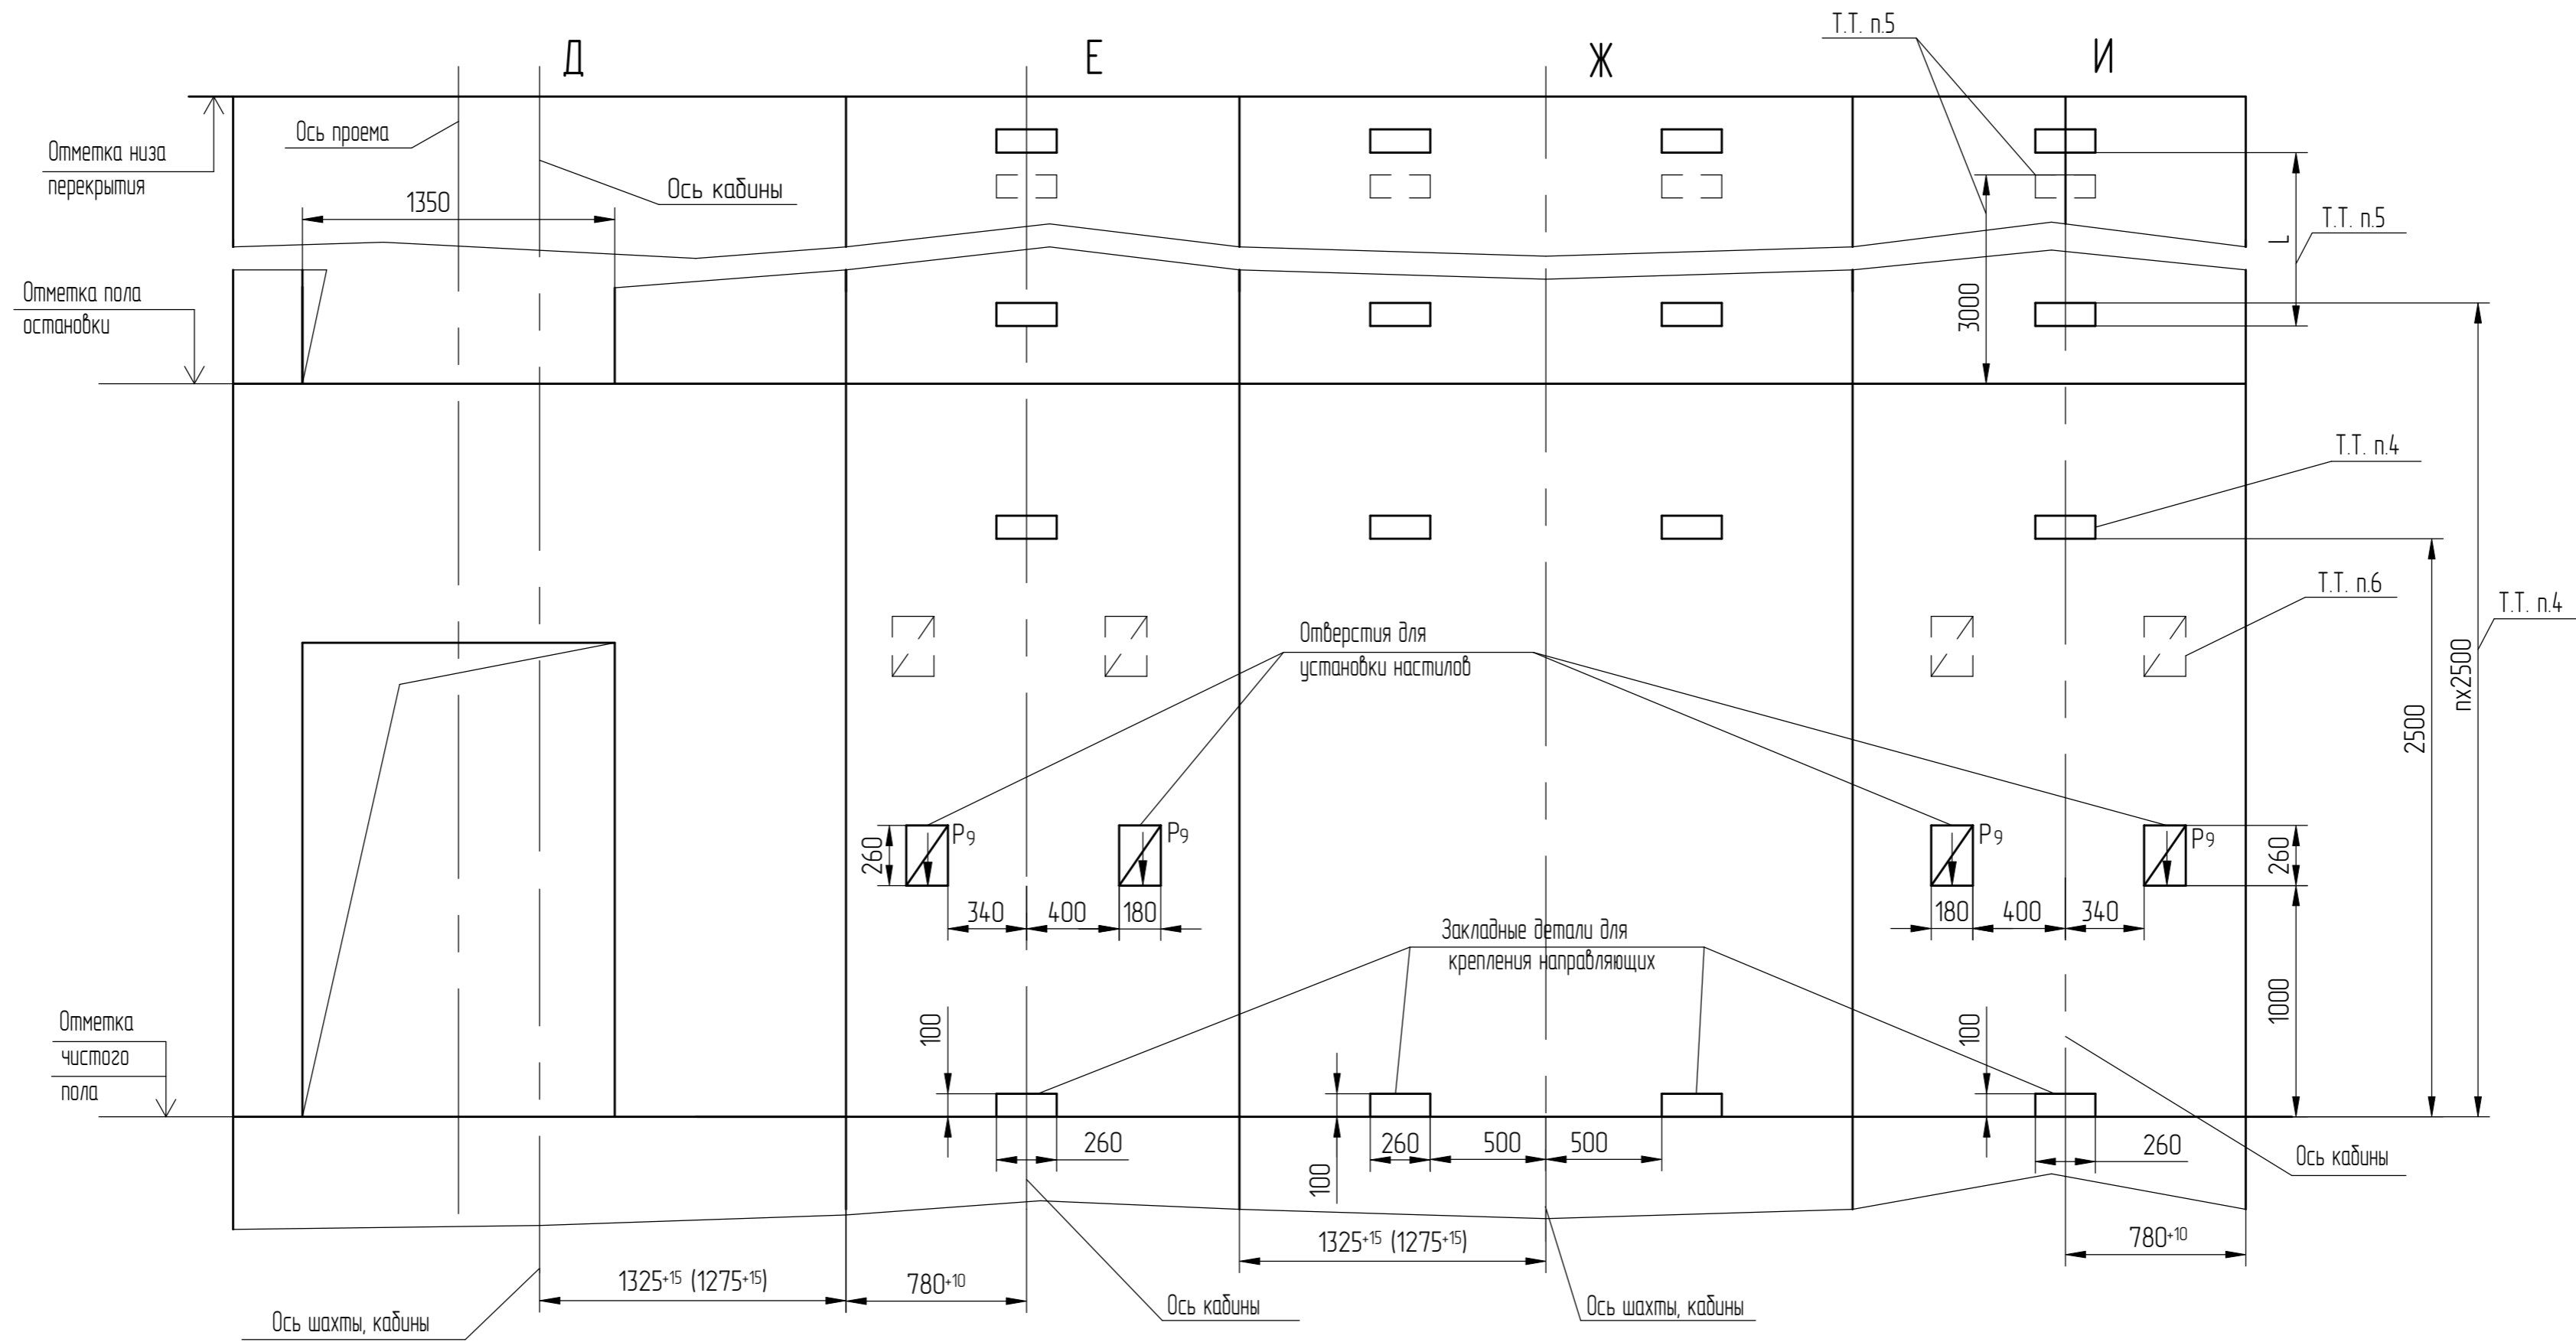 Т.Т. п.5
Д
Е
Ж
И
Ось проема
Отметка низа
перекрытия
Ось кабины
1350
Т.Т. п.5
L
3000
Отметка пола
остановки
Т.Т. п.4
Т.Т. п.6
Т.Т. п.4
Отверстия для
установки настилов
nx2500
2500
260
P9
P9
P9
P9
260
340
400
180
180
400
340
Закладные детали для
крепления направляющих
1000
Отметка
чистого
пола
100
100
100
100
260
260
500
500
260
Ось кабины
1325+15 (1275+15)
780+10
1325+15 (1275+15)
780+10
Ось шахты, кабины
Ось кабины
Ось шахты, кабины